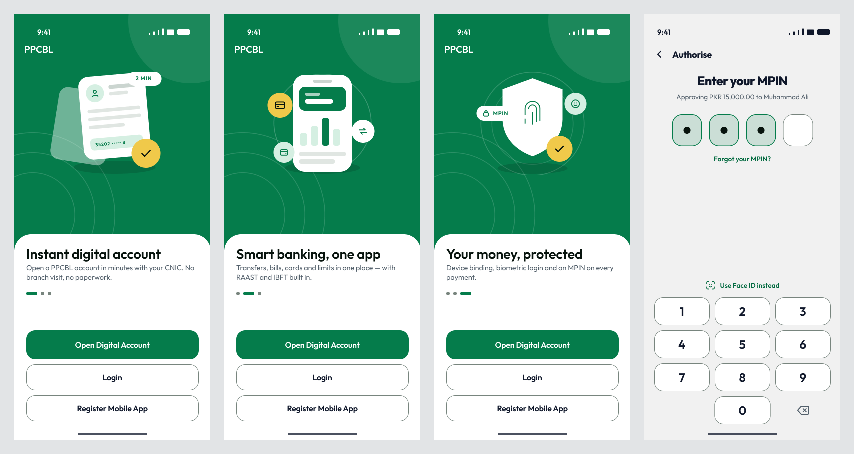 9:41
PPCBL
2 MIN
Instant digital account
Open a PPCBL account in minutes with your CNIC. No
branch visit, no paperwork.
Open Digital Account
Login
Register Mobile App
9:41
PPCBL
Smart banking, one app
Transfers, bills, cards and limits in one place — with
RAAST and IBFT built in.
Open Digital Account
Login
Register Mobile App
9:41
PPCBL
MPIN
Your money, protected
Device binding, biometric login and an MPIN on every
payment.
Open Digital Account
Login
Register Mobile App
9:41
Authorise
Enter your MPIN
Approving PKR 15,000.00 to Muhammad Ali
Forgot your MPIN?
Use Face ID instead
1 2 3
4 5 6
7 8 9
0